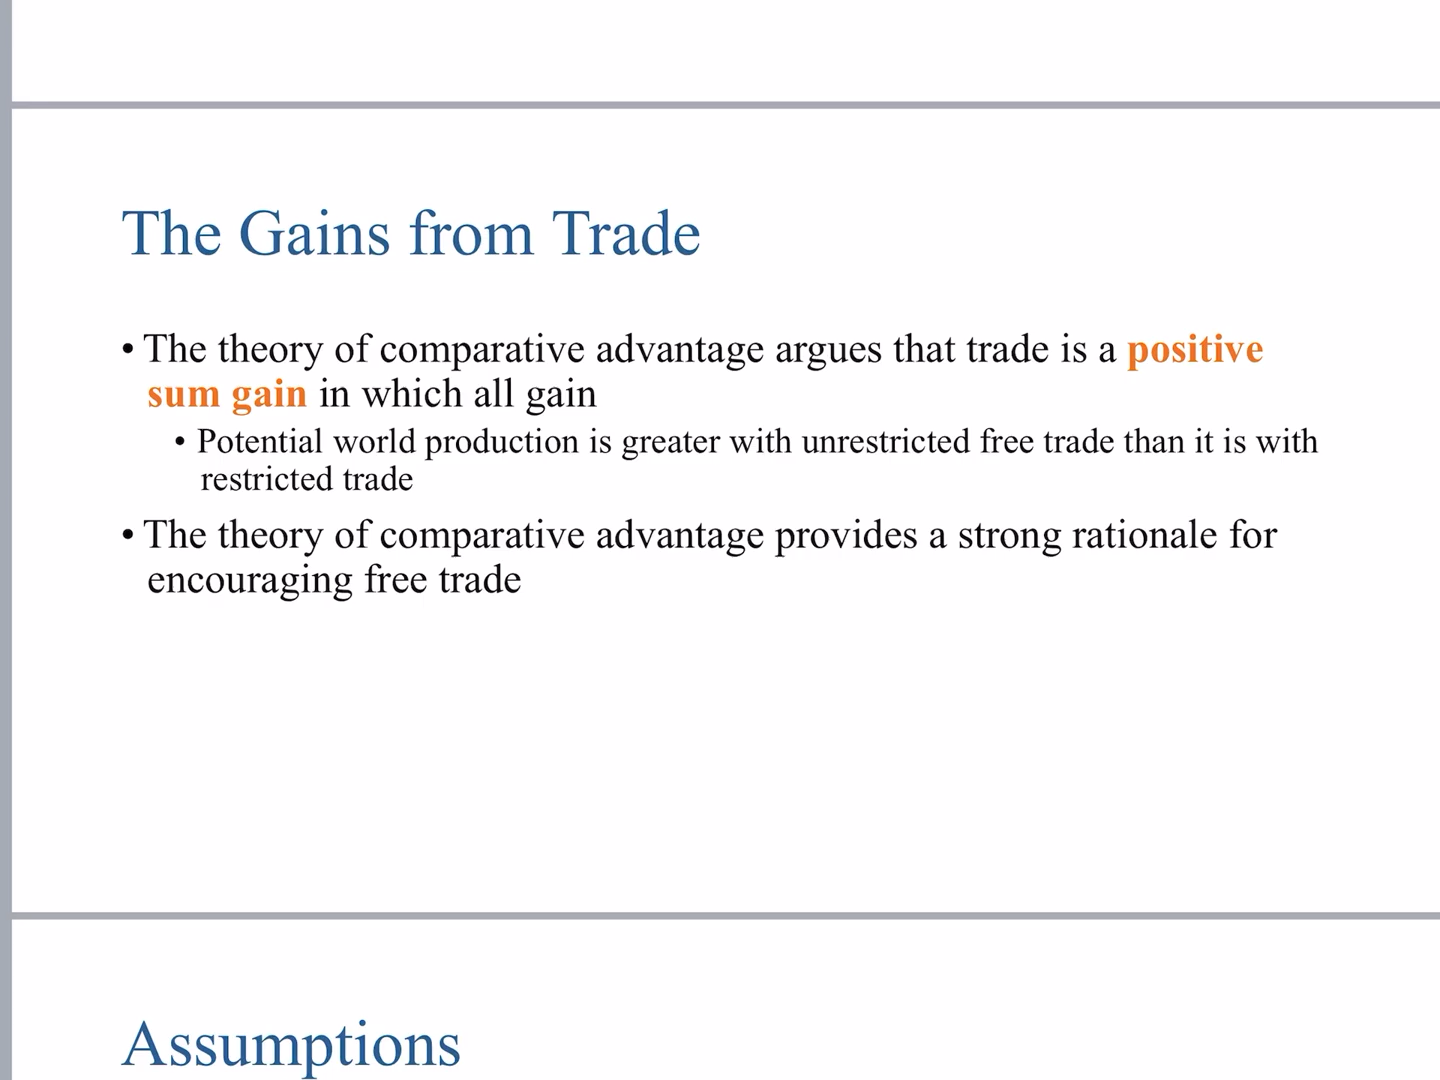 The Gains from Trade
• The theory of comparative advantage argues that trade is a positive
sum gain in which all gain
• Potential world production is greater with unrestricted free trade than it is with
restricted trade
• The theory of comparative advantage provides a strong rationale for
encouraging free trade
Assumptions